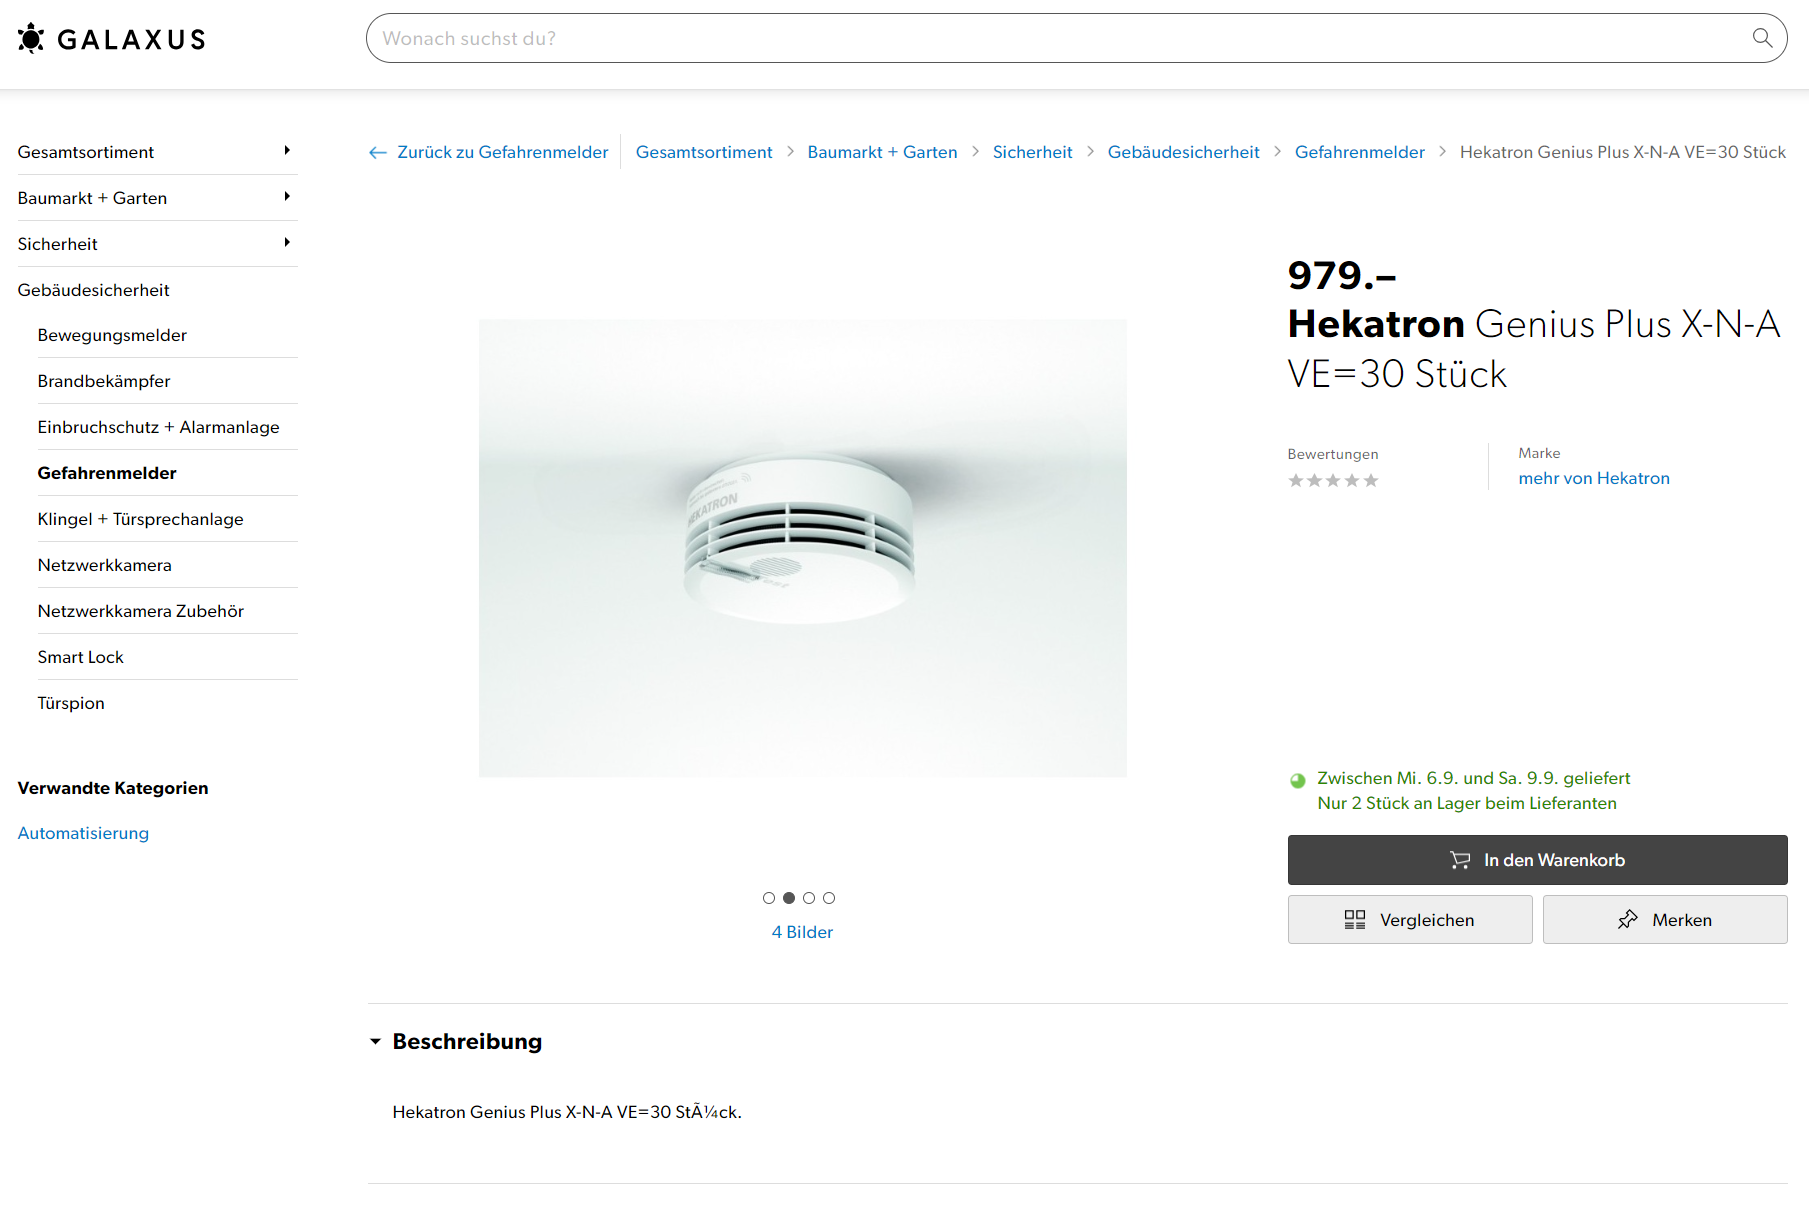 GALAXUS
Wonach suchst du?
Gesamtsortiment
Baumarkt + Garten
Sicherheit
Gebäudesicherheit
Bewegungsmelder
Brandbekämpfer
Einbruchschutz + Alarmanlage
Gefahrenmelder
Klingel + Türsprechanlage
Netzwerkkamera
Netzwerkkamera Zubehör
Smart Lock
Türspion
Verwandte Kategorien
Automatisierung
Zurück zu Gefahrenmelder
Gesamtsortiment > Baumarkt + Garten > Sicherheit > Gebäudesicherheit > Gefahrenmelder > Hekatron Genius Plus X-N-A VE=30 Stück
HEKATRON
4 Bilder
979.–
Hekatron Genius Plus X-N-A
VE=30 Stück
Bewertungen
Marke
mehr von Hekatron
Zwischen Mi. 6.9. und Sa. 9.9. geliefert
Nur 2 Stück an Lager beim Lieferanten
In den Warenkorb
Vergleichen
Merken
Beschreibung
Hekatron Genius Plus X-N-A VE=30 StÃ¼ck.